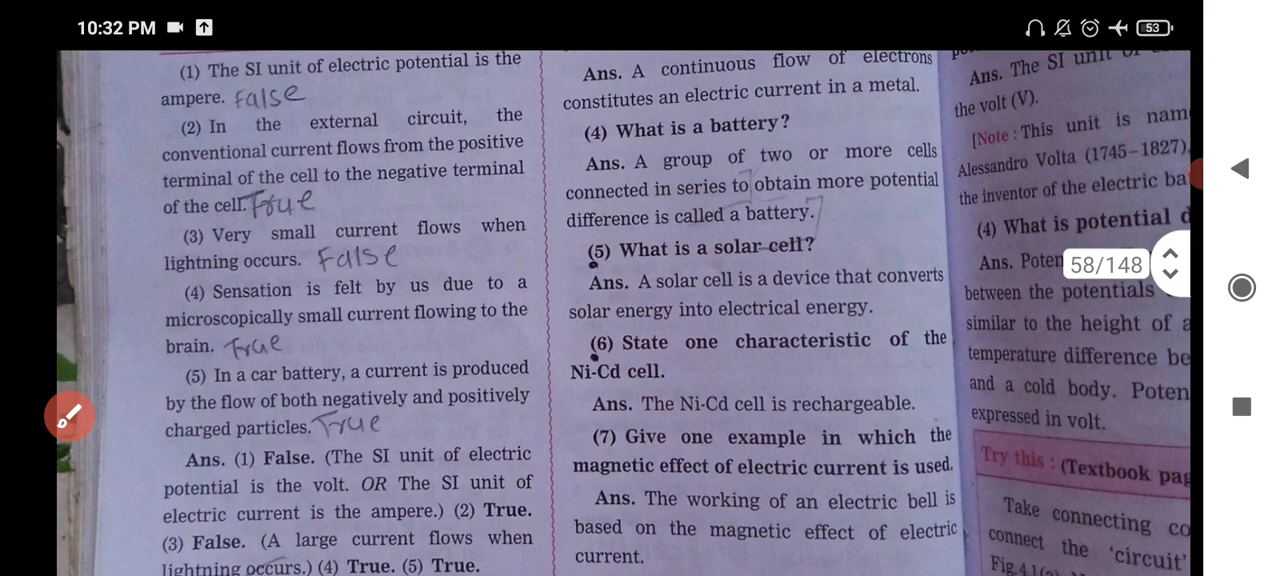 10:32 PM
53
(1) The SI unit of electric potential is the
ampere. False
(2) In the external circuit, the
conventional current flows from the positive
terminal of the cell to the negative terminal
of the cell. True
(3) Very small current flows when
lightning occurs. False
(4) Sensation is felt by us due to a
microscopically small current flowing to the
brain. True
(5) In a car battery, a current is produced
by the flow of both negatively and positively
charged particles. True
Ans. (1) False. (The SI unit of electric
potential is the volt. OR The SI unit of
electric current is the ampere.) (2) True.
(3) False. (A large current flows when
lightning occurs.) (4) True. (5) True.
Ans. A continuous flow of electrons
constitutes an electric current in a metal.
(4) What is a battery?
Ans. A group of two or more cells
connected in series to obtain more potential
difference is called a battery.
(5) What is a solar cell?
Ans. A solar cell is a device that converts
solar energy into electrical energy.
(6) State one characteristic of the
Ni-Cd cell.
Ans. The Ni-Cd cell is rechargeable.
(7) Give one example in which the
magnetic effect of electric current is used.
Ans. The working of an electric bell is
based on the magnetic effect of electric
current.
Ans. The SI unit of
the volt (V).
[Note : This unit is nam
Alessandro Volta (1745–1827),
the inventor of the electric ba
(4) What is potential d
Ans. Poten
58/148
between the potentials
similar to the height of a
temperature difference be
and a cold body. Poten
expressed in volt.
Try this : (Textbook pag
Take connecting co
connect the 'circuit'
Fig.4.1(a)